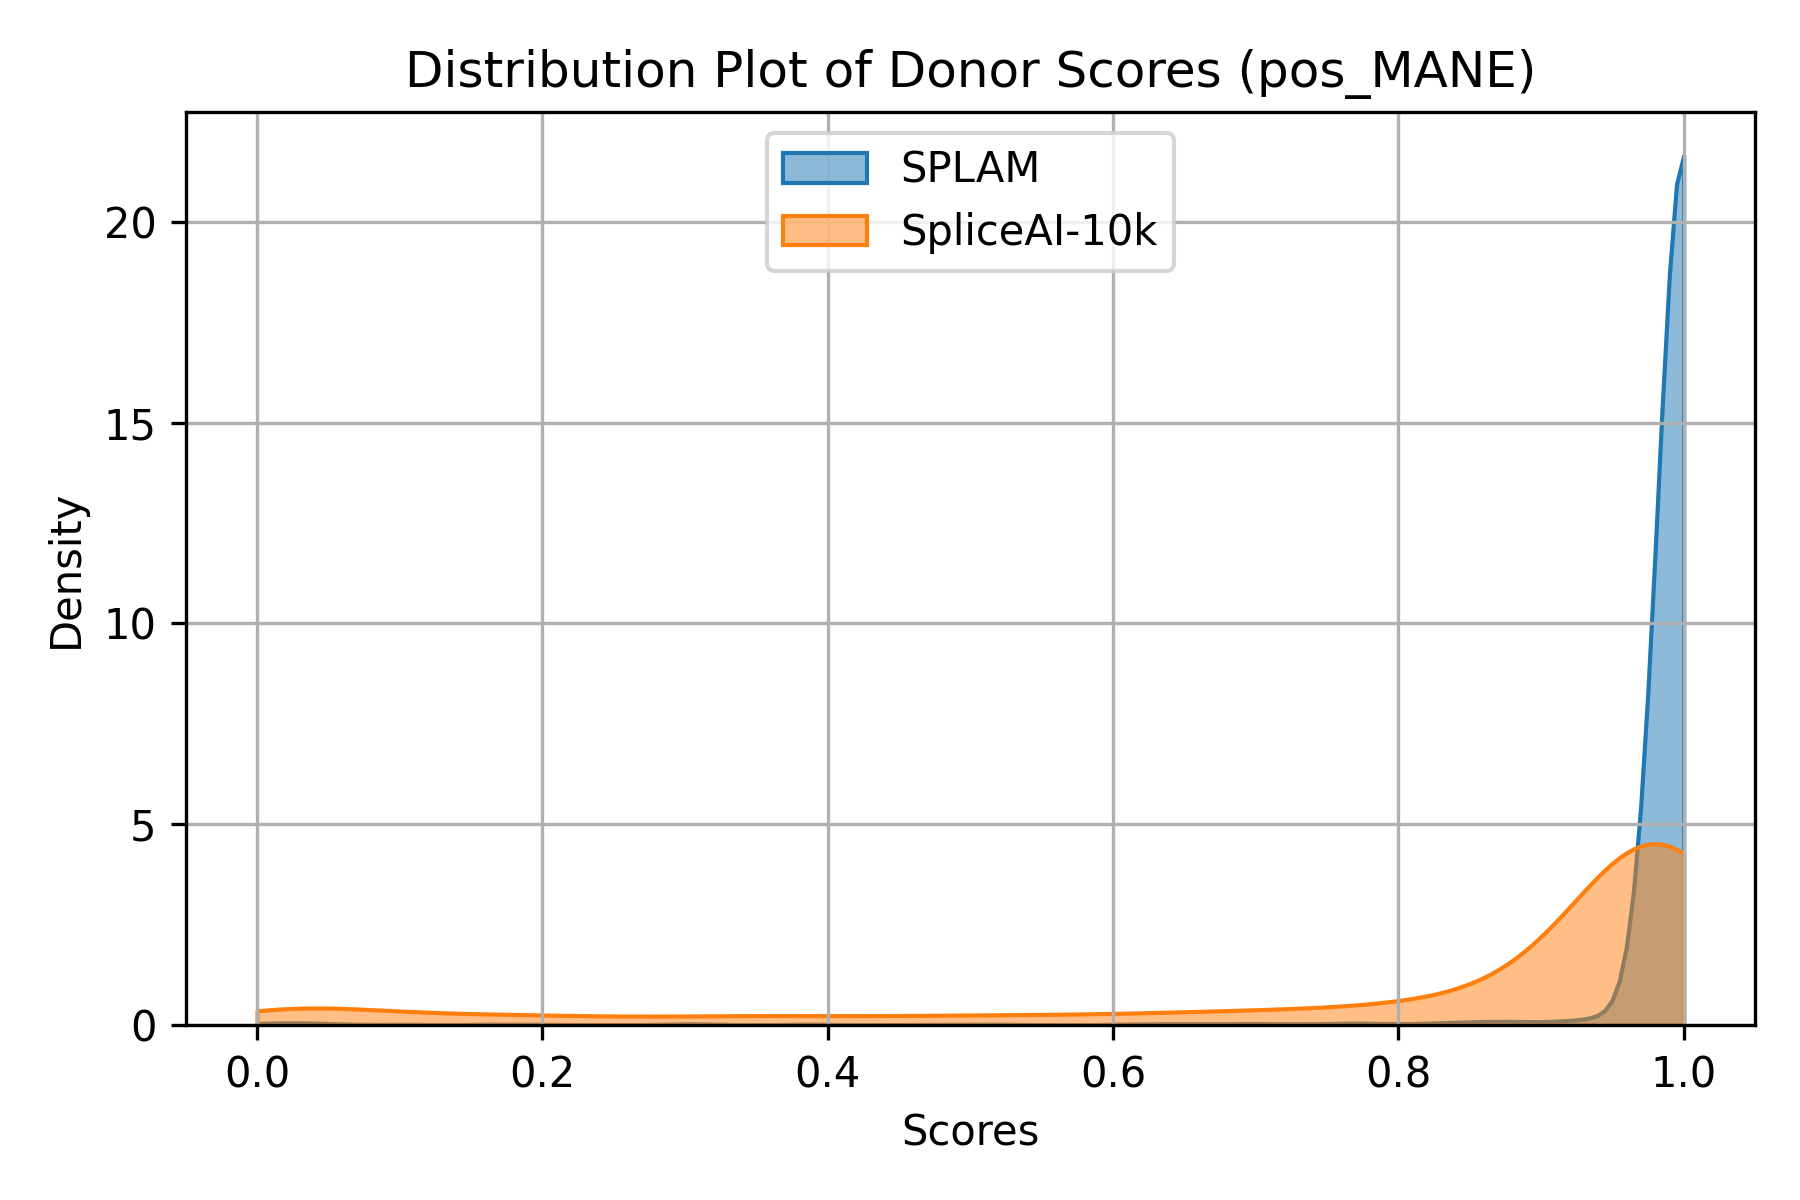 Distribution Plot of Donor Scores (pos_MANE)
SPLAM
SpliceAI-10k
Density
20
15
10
5
0
0.0 0.2 0.4 0.6 0.8 1.0
Scores